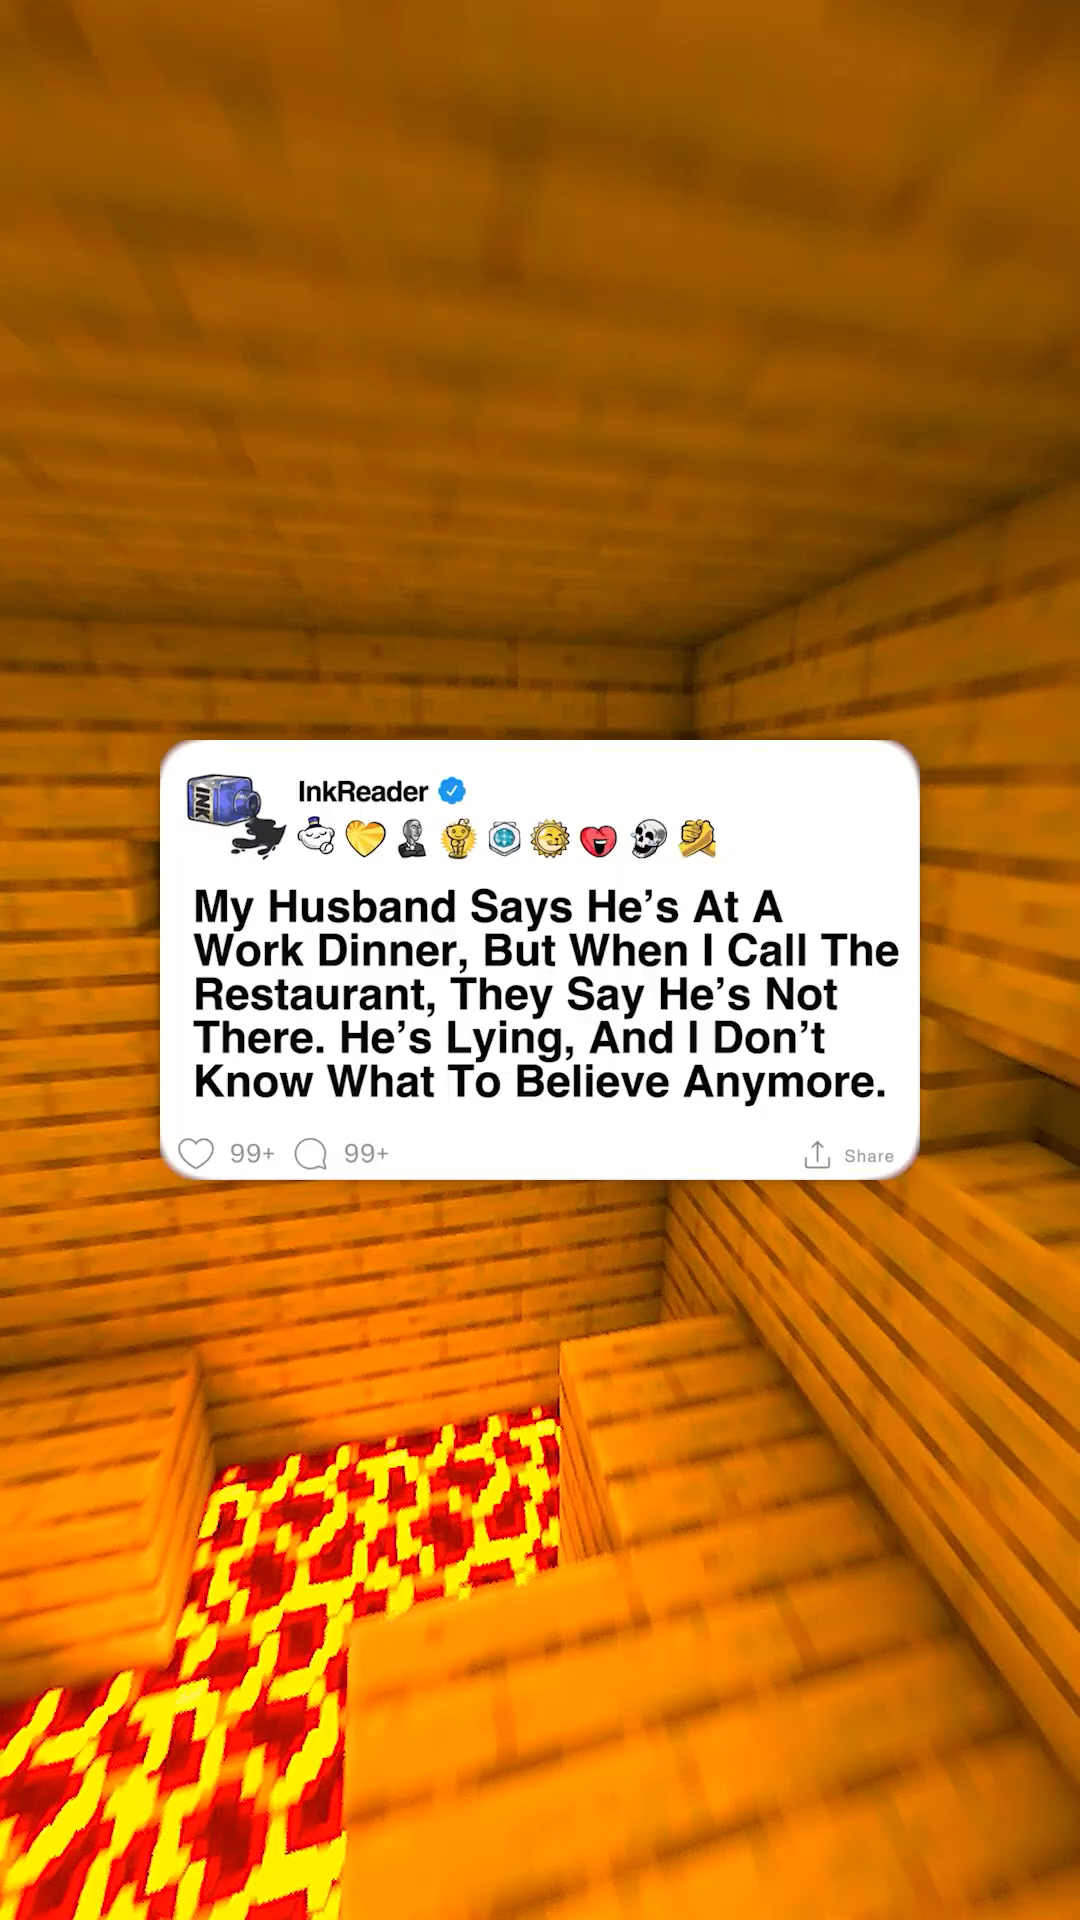 INK
InkReader
My Husband Says He’s At A
Work Dinner, But When I Call The
Restaurant, They Say He’s Not
There. He’s Lying, And I Don’t
Know What To Believe Anymore.
99+ 99+ Share